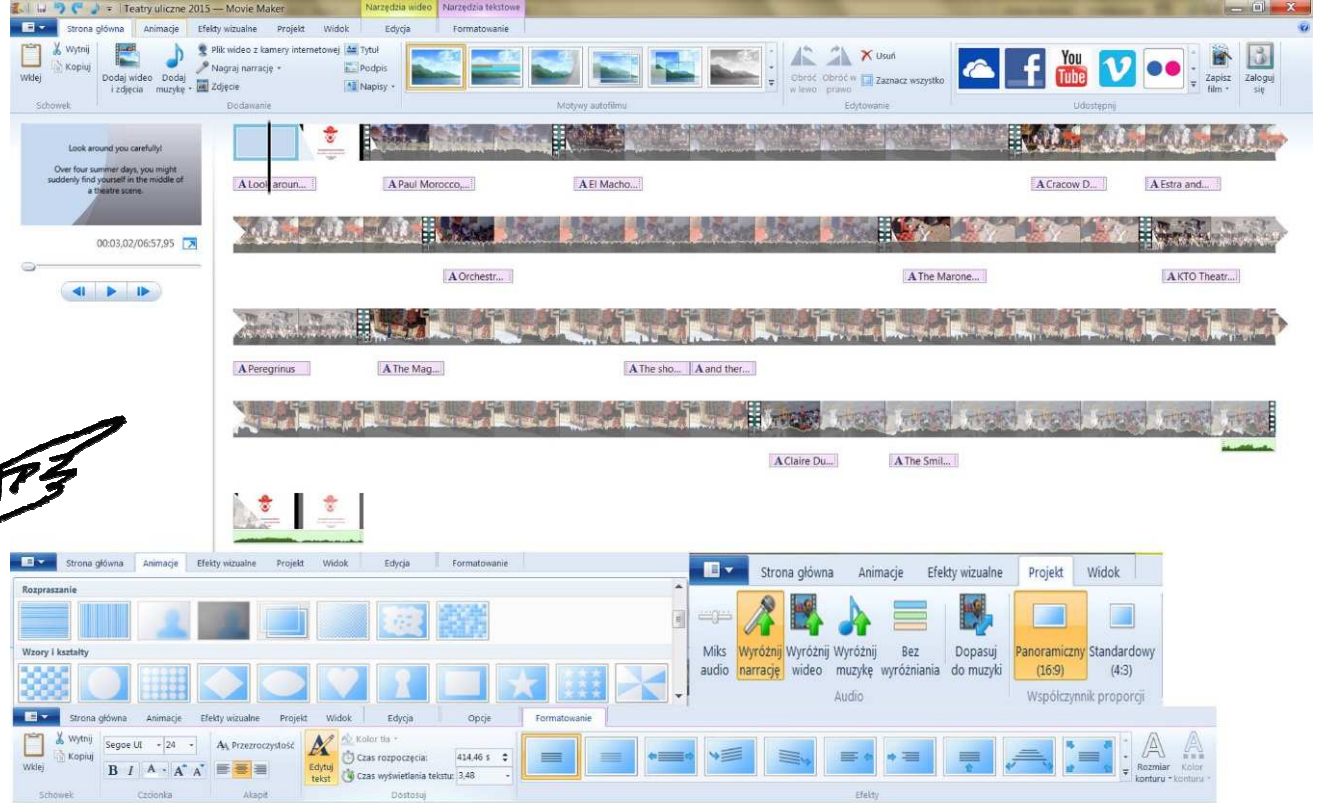 Teatry uliczne 2015 — Movie Maker
Narzędzia wideo
Narzędzia tekstowe
Strona główna
Animacje
Efekty wizualne
Projekt
Widok
Edycja
Formatowanie
Wklej
Wytnij
Kopiuj
Dodaj wideo i zdjęcia
Dodaj muzykę
Plik wideo z kamery internetowej
Nagraj narrację
Zdjęcie
Tytuł
Podpis
Napisy
Obróć w lewo
Obróć w prawo
Usuń
Zaznacz wszystko
You
Tube
Zapisz film
Zaloguj się
Schowek
Dodawanie
Motywy autofilmu
Edytowanie
Udostępnij
Look around you carefully!
Over four summer days, you might
suddenly find yourself in the middle of
a theatre scene.
00:03,02/06:57,95
A Look aroun...
A Paul Morocco,...
A El Macho...
A Cracow D...
A Estra and...
A Orchestr...
A The Marone...
A KTO Theatr...
A Peregrinus
A The Mag...
A The sho...
A and ther...
A Claire Du...
A The Smil...
Strona główna
Animacje
Efekty wizualne
Projekt
Widok
Edycja
Formatowanie
Rozpraszanie
Wzory i kształty
Strona główna
Animacje
Efekty wizualne
Projekt
Widok
Miks audio
Wyróżnij narrację
Wyróżnij wideo
Wyróżnij muzykę
Bez wyróżniania
Dopasuj do muzyki
Panoramiczny (16:9)
Standardowy (4:3)
Audio
Współczynnik proporcji
Strona główna
Animacje
Efekty wizualne
Projekt
Widok
Edycja
Opcje
Formatowanie
Wklej
Wytnij
Kopiuj
Segoe UI
24
B I A A A
Przezroczystość
Edytuj tekst
Kolor tła
Czas rozpoczęcia: 414,46 s
Czas wyświetlania tekstu: 3,48
Rozmiar konturu
Kolor konturu
Schowek
Czcionka
Akapit
Dostosuj
Efekty